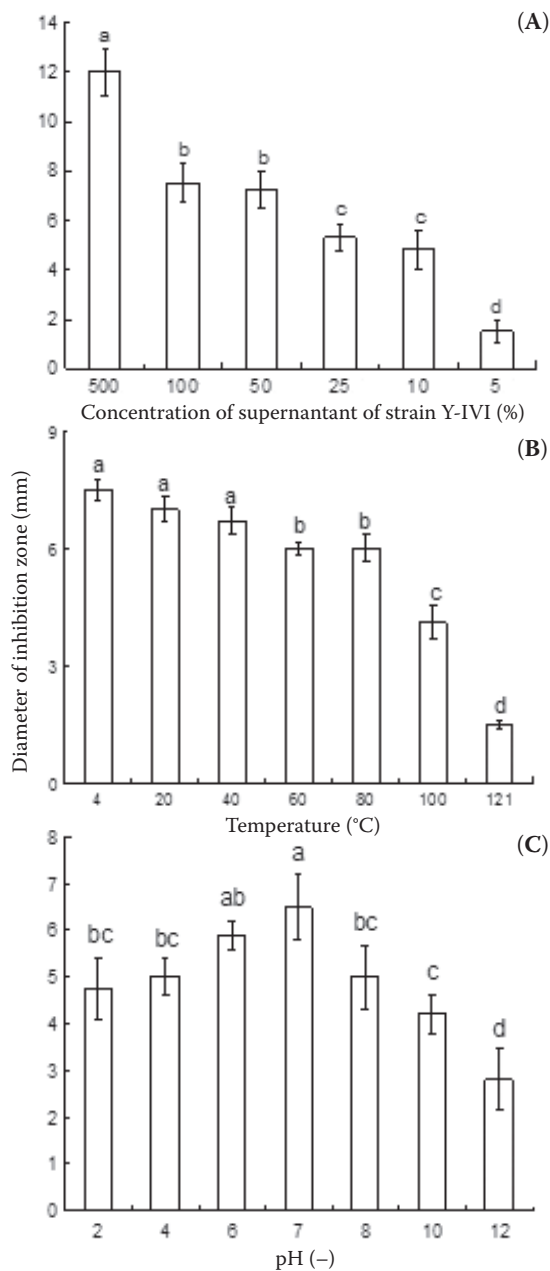 (A)
14
12
10
8
6
4
2
0
a
b
b
c
c
d
500 100 50 25 10 5
Concentration of supernantant of strain Y-IVI (%)
Diameter of inhibition zone (mm)
(B)
9
6
3
0
a
a
a
b
b
c
d
4 20 40 60 80 100 121
Temperature (°C)
(C)
8
7
6
5
4
3
2
1
0
bc
bc
ab
a
bc
c
d
2 4 6 7 8 10 12
pH (–)